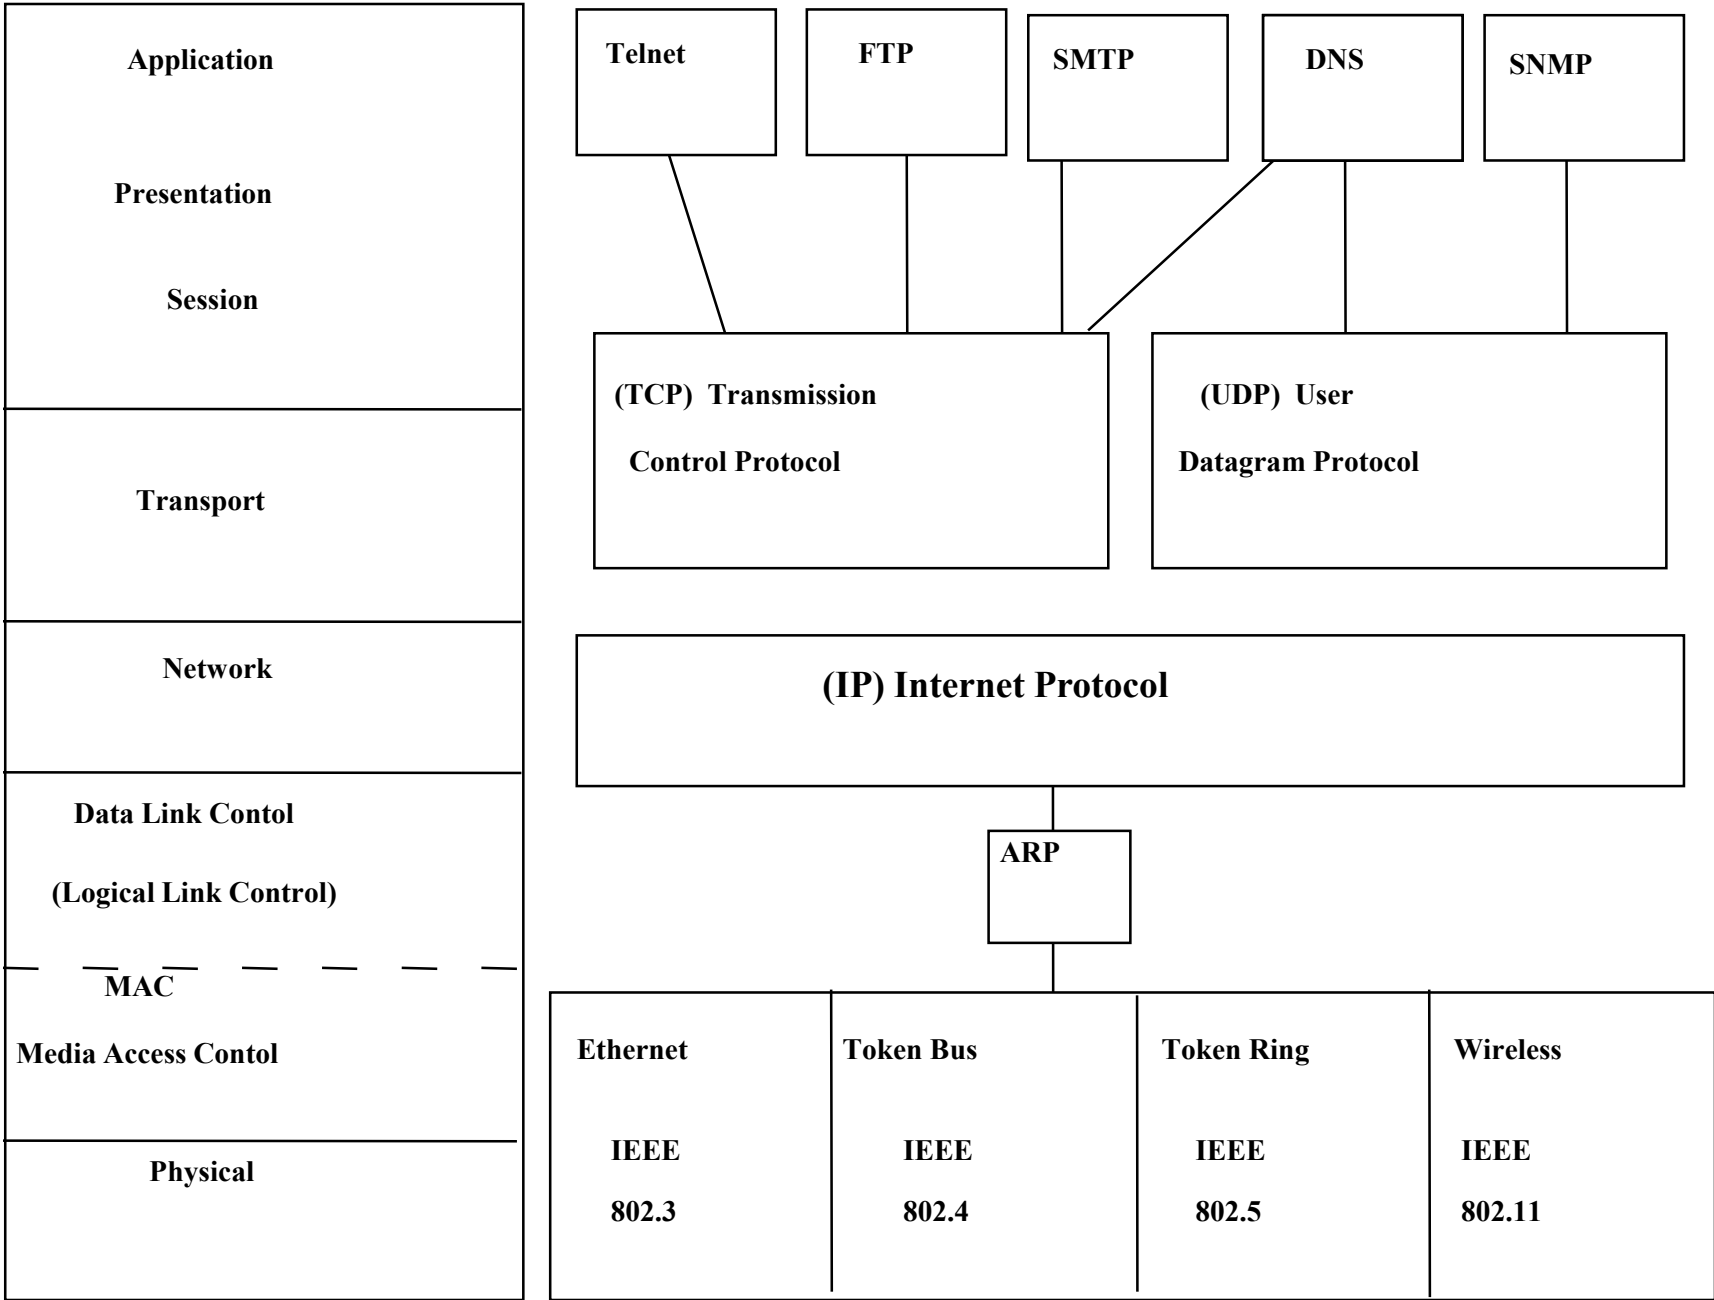 Application
Presentation
Session
Transport
Network
Data Link Contol
(Logical Link Control)
MAC
Media Access Contol
Physical
Telnet
FTP
SMTP
DNS
SNMP
(TCP) Transmission
Control Protocol
(UDP) User
Datagram Protocol
(IP) Internet Protocol
ARP
Ethernet
IEEE
802.3
Token Bus
IEEE
802.4
Token Ring
IEEE
802.5
Wireless
IEEE
802.11